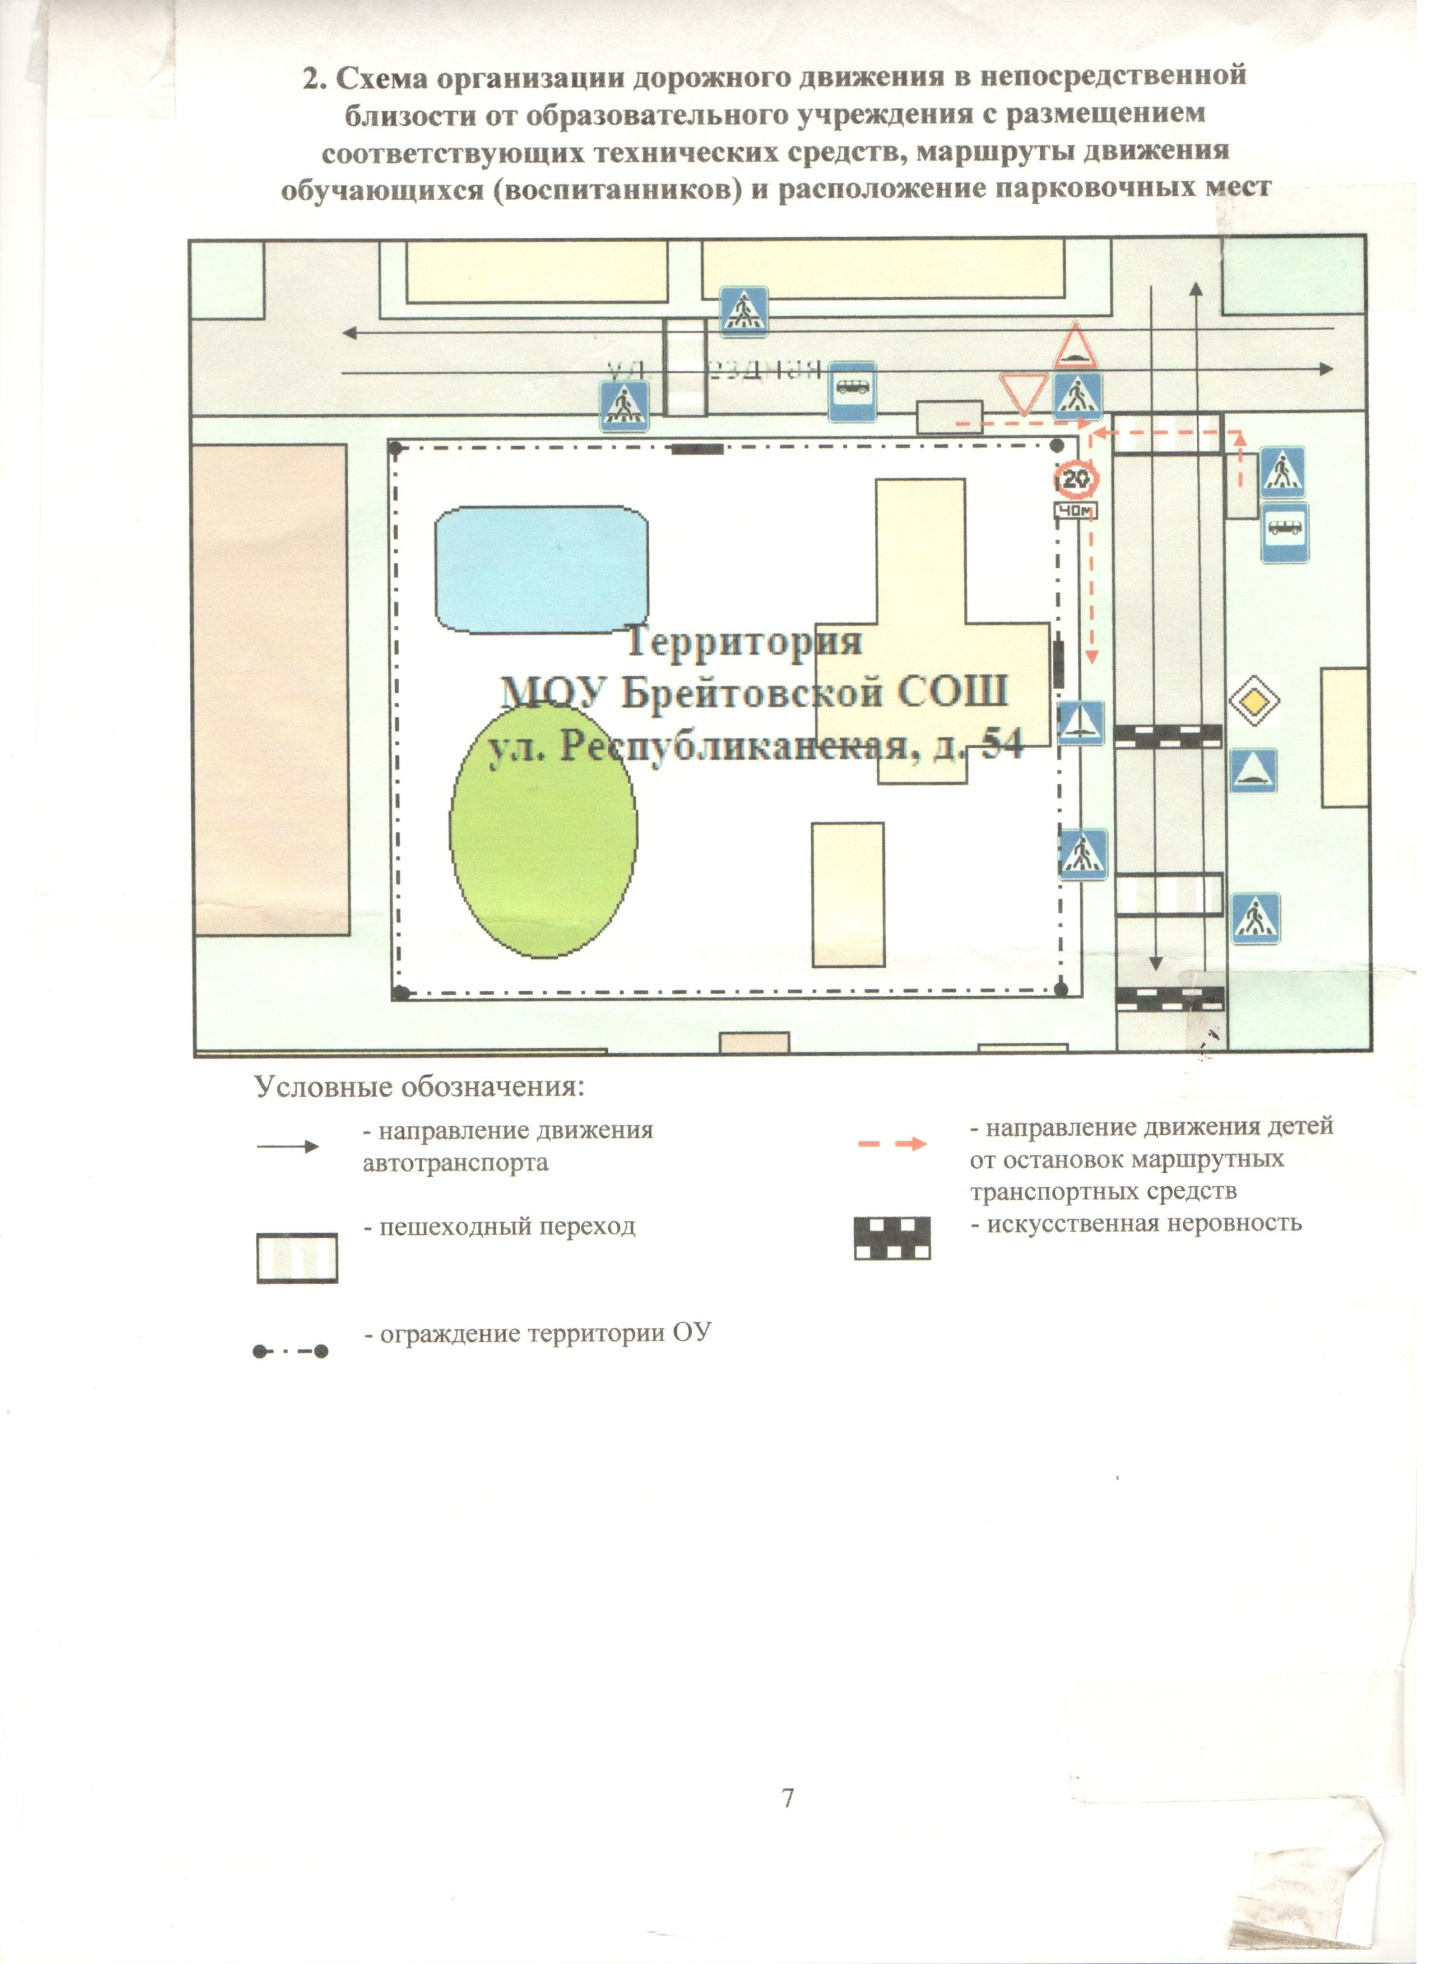 2. Схема организации дорожного движения в непосредственной
близости от образовательного учреждения с размещением
соответствующих технических средств, маршруты движения
обучающихся (воспитанников) и расположение парковочных мест
20
40м
Территория
МОУ Брейтовской СОШ
ул. Республиканская, д. 54
Условные обозначения:
- направление движения
автотранспорта
- пешеходный переход
- ограждение территории ОУ
- направление движения детей
от остановок маршрутных
транспортных средств
- искусственная неровность
7